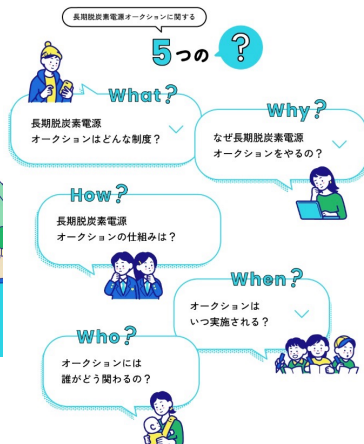 長期脱炭素電源オークションに関する
5つの?
What?
長期脱炭素電源
オークションはどんな制度？
Why?
なぜ長期脱炭素電源
オークションをやるの？
How?
長期脱炭素電源
オークションの仕組みは？
When?
オークションは
いつ実施される？
Who?
オークションには
誰がどう関わるの？